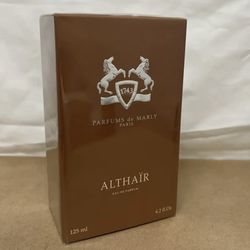 1743
PARFUMS de MARLY
PARIS
ALTHAÏR
EAU DE PARFUM
125 ml
4.2 fl.Oz